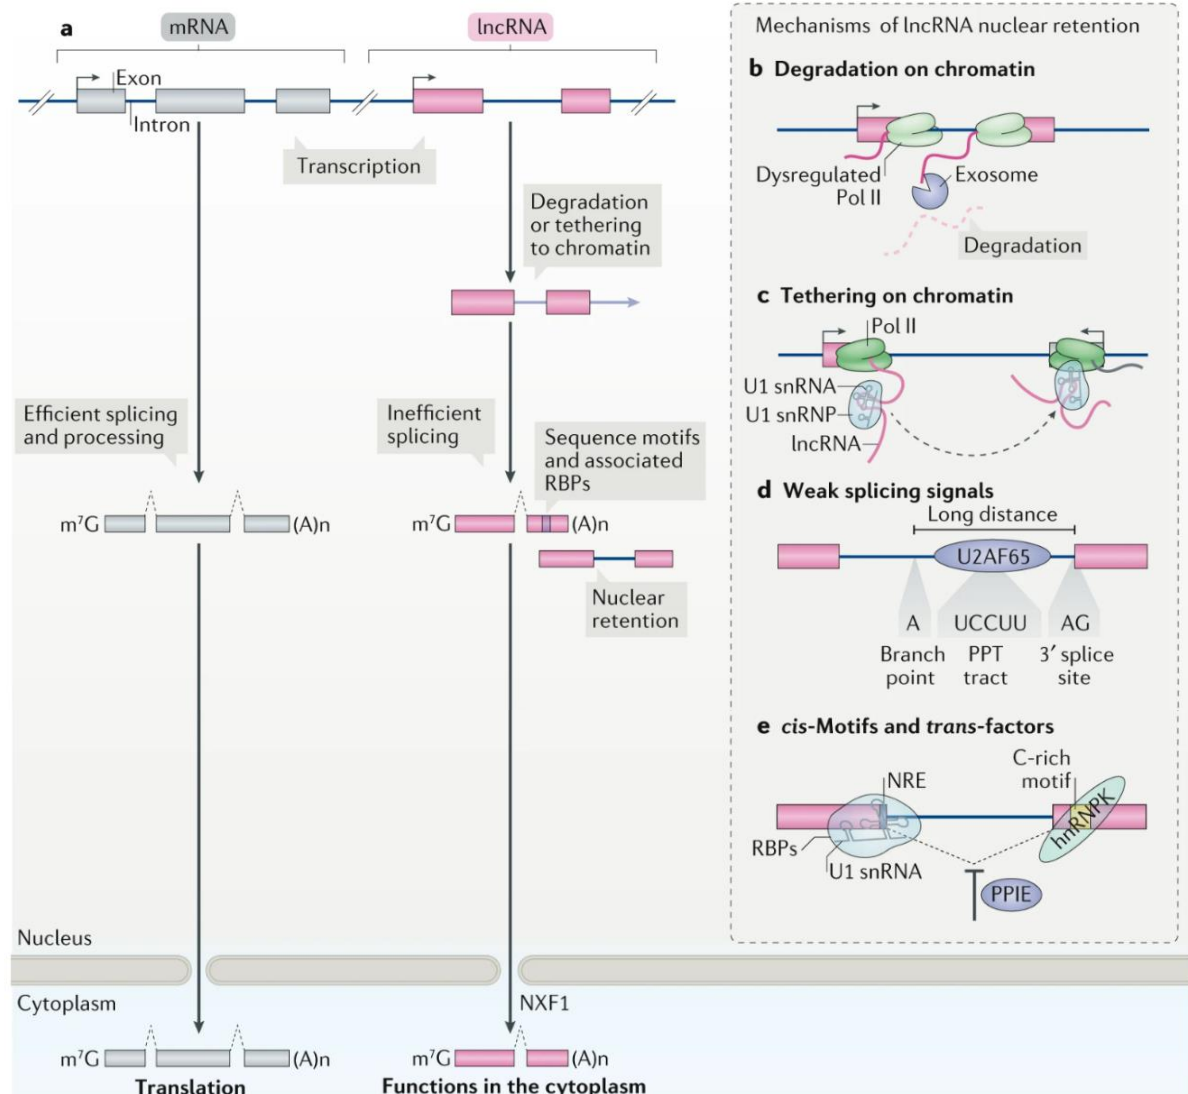 a
mRNA
lncRNA
Exon
Intron
Transcription
Degradation
or tethering
to chromatin
Efficient splicing
and processing
Inefficient
splicing
Sequence motifs
and associated
RBPs
m⁷G
(A)n
m⁷G
(A)n
Nuclear
retention
Nucleus
Cytoplasm
NXF1
m⁷G
(A)n
m⁷G
(A)n
Translation
Functions in the cytoplasm
Mechanisms of lncRNA nuclear retention
b Degradation on chromatin
Dysregulated
Pol II
Exosome
Degradation
c Tethering on chromatin
Pol II
U1 snRNA
U1 snRNP
lncRNA
d Weak splicing signals
Long distance
U2AF65
A
UCCUU
AG
Branch
point
PPT
tract
3′ splice
site
e cis-Motifs and trans-factors
C-rich
motif
NRE
hnRNPK
RBPs
U1 snRNA
PPIE